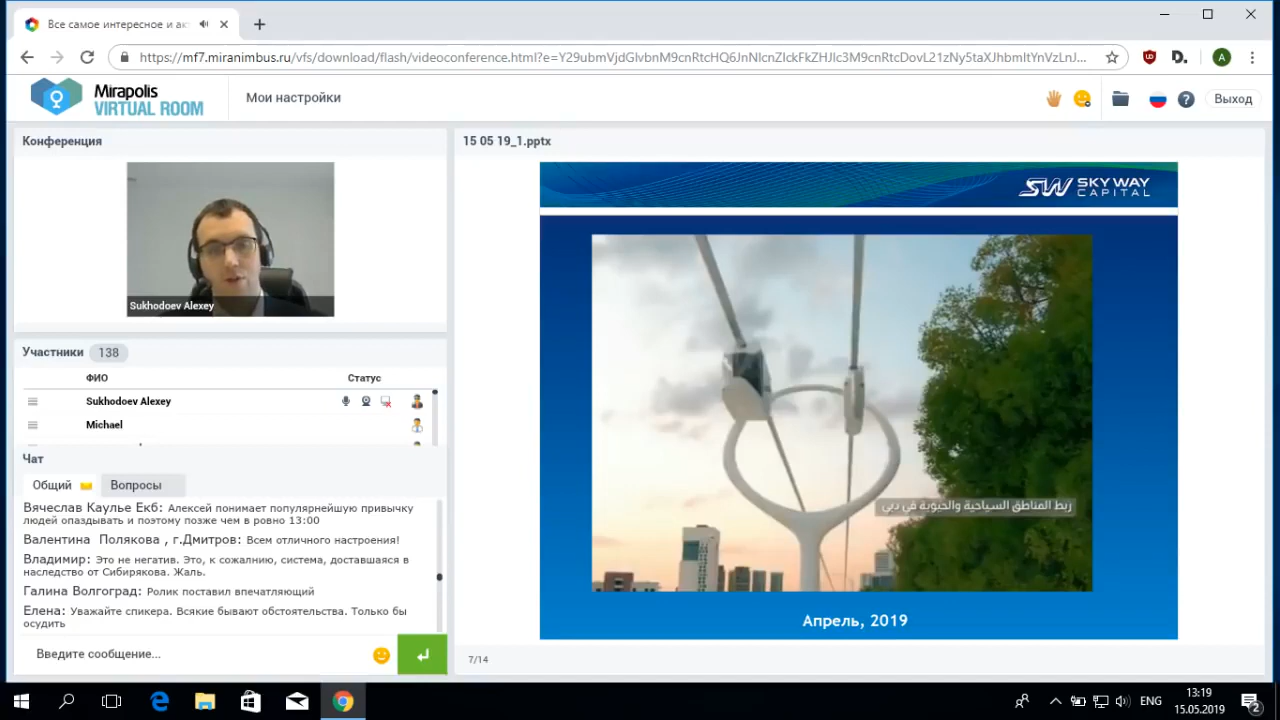 Все самое интересное и ак
https://mf7.miranimbus.ru/vfs/download/flash/videoconference.html?e=Y29ubmVjdGlvbnM9cnRtcHQ6JnNlcnZlckFkZHJlc3M9cnRtcDovL21zNy5taXJhbmltYnVzLnJ...
Mirapolis
VIRTUAL ROOM
Мои настройки
Выход
Конференция
Sukhodoev Alexey
Участники 138
ФИО Статус
Sukhodoev Alexey
Michael
Чат
Общий Вопросы
Вячеслав Каулье Екб: Алексей понимает популярнейшую привычку
людей опаздывать и поэтому позже чем в ровно 13:00
Валентина Полякова , г.Дмитров: Всем отличного настроения!
Владимир: Это не негатив. Это, к сожалнию, система, доставшаяся в
наследство от Сибирякова. Жаль.
Галина Волгоград: Ролик поставил впечатляющий
Елена: Уважайте спикера. Всякие бывают обстоятельства. Только бы
осудить
Введите сообщение...
15 05 19_1.pptx
SW SKY WAY
CAPITAL
ربط المناطق السياحية والحيوية في دبي
Апрель, 2019
7/14
ENG
13:19
15.05.2019
2